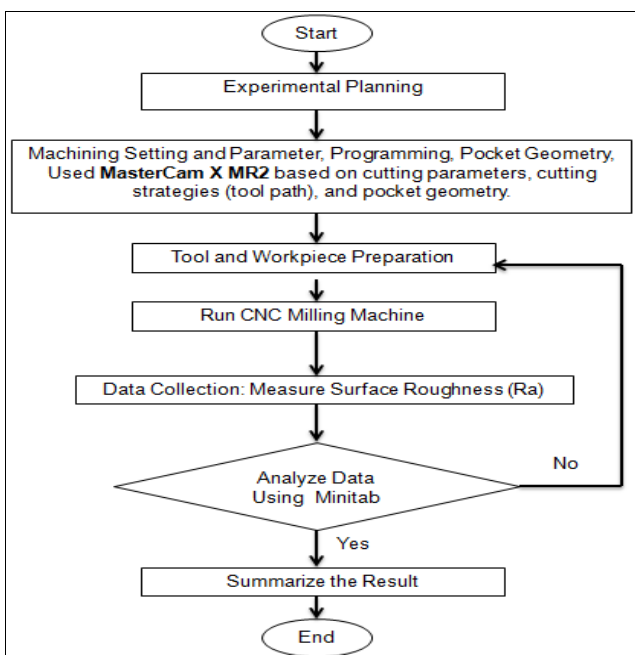 Start
Experimental Planning
Machining Setting and Parameter, Programming, Pocket Geometry,
Used MasterCam X MR2 based on cutting parameters, cutting
strategies (tool path), and pocket geometry.
Tool and Workpiece Preparation
Run CNC Milling Machine
Data Collection: Measure Surface Roughness (Ra)
Analyze Data
Using Minitab
No
Yes
Summarize the Result
End